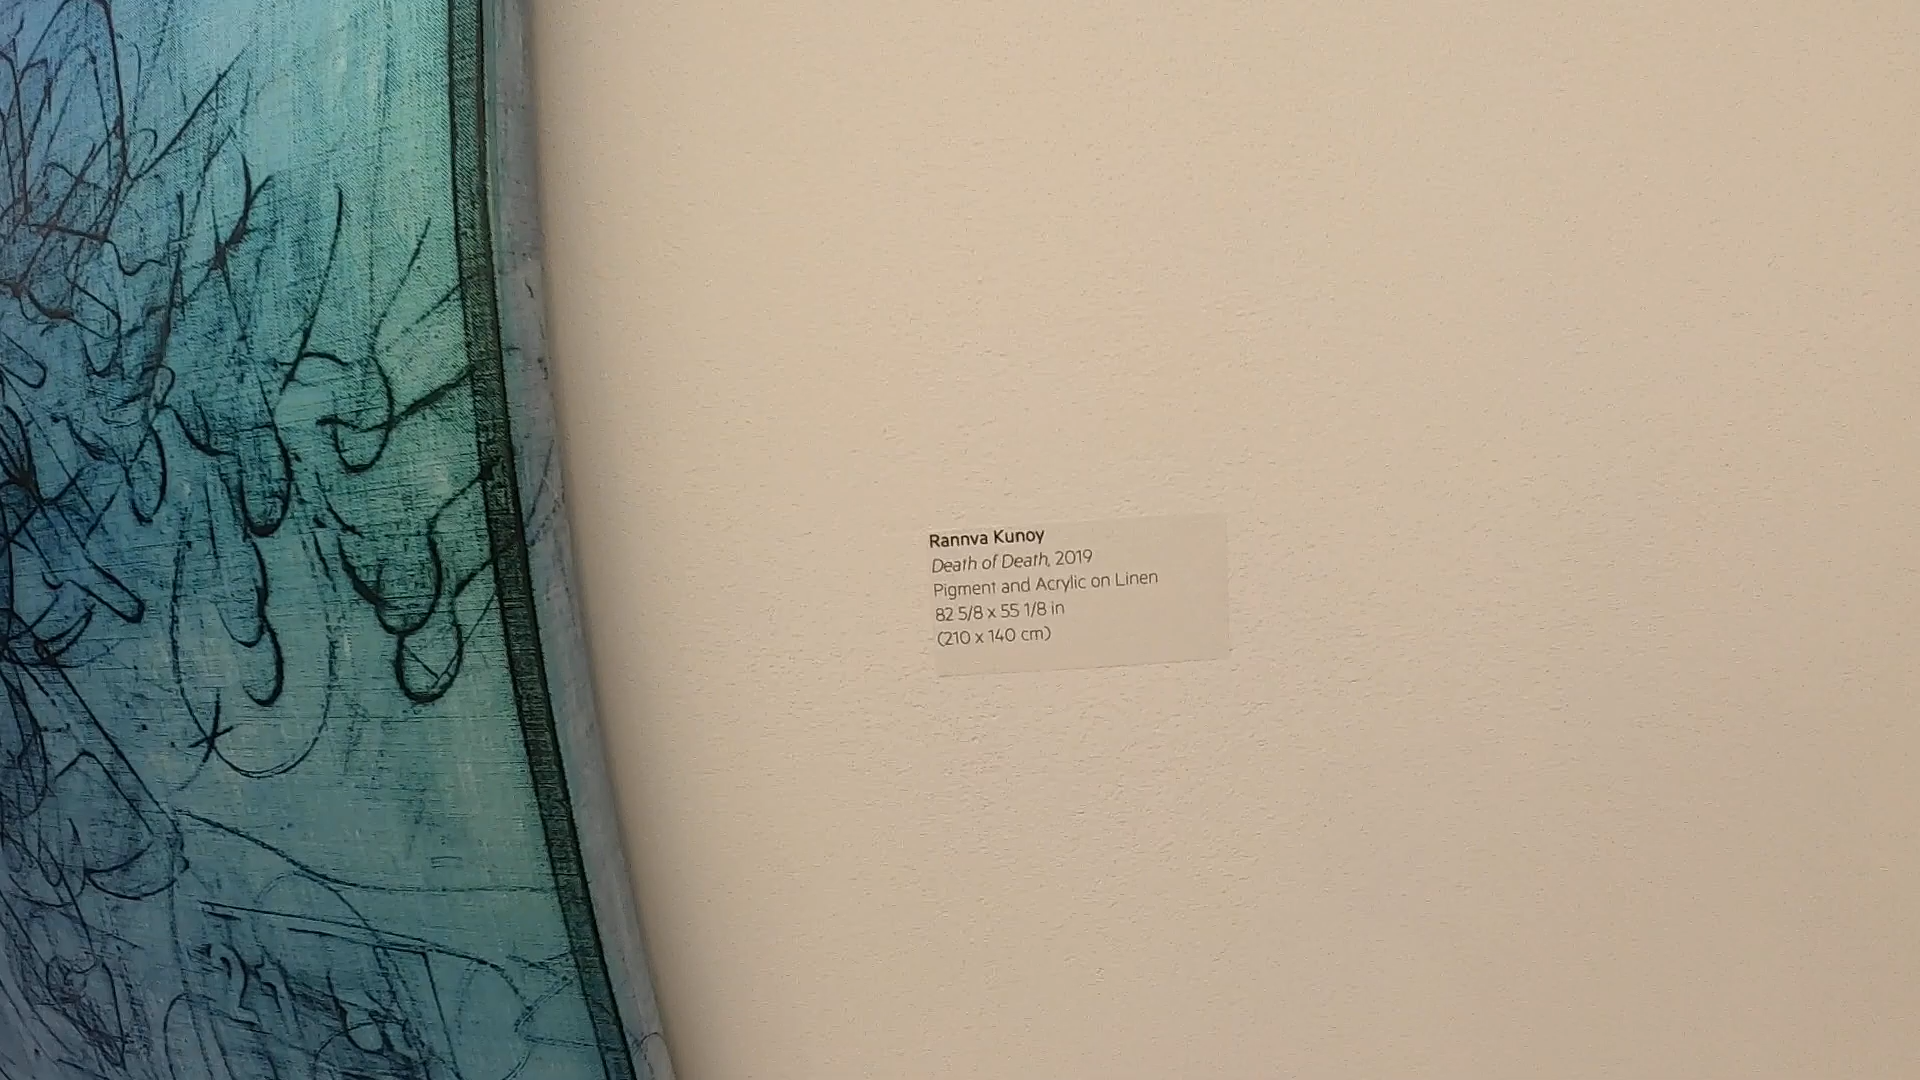 Rannva Kunoy
Death of Death, 2019
Pigment and Acrylic on Linen
82 5/8 x 55 1/8 in
(210 x 140 cm)